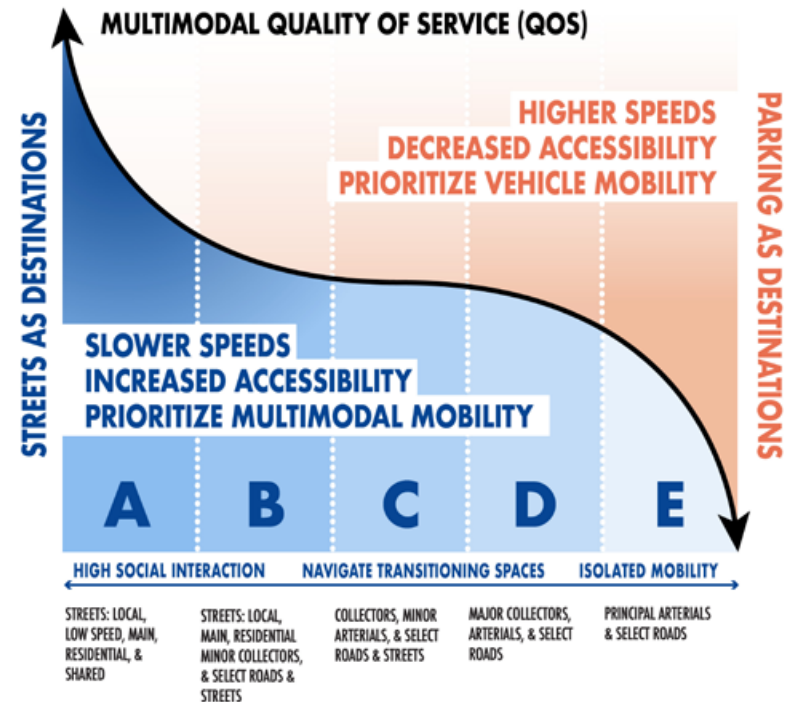 MULTIMODAL QUALITY OF SERVICE (QOS)
STREETS AS DESTINATIONS
HIGHER SPEEDS
DECREASED ACCESSIBILITY
PRIORITIZE VEHICLE MOBILITY
PARKING AS DESTINATIONS
SLOWER SPEEDS
INCREASED ACCESSIBILITY
PRIORITIZE MULTIMODAL MOBILITY
A
B
C
D
E
HIGH SOCIAL INTERACTION
NAVIGATE TRANSITIONING SPACES
ISOLATED MOBILITY
STREETS: LOCAL,
LOW SPEED, MAIN,
RESIDENTIAL, &
SHARED
STREETS: LOCAL,
MAIN, RESIDENTIAL
MINOR COLLECTORS,
& SELECT ROADS &
STREETS
COLLECTORS, MINOR
ARTERIALS, & SELECT
ROADS & STREETS
MAJOR COLLECTORS,
ARTERIALS, & SELECT
ROADS
PRINCIPAL ARTERIALS
& SELECT ROADS